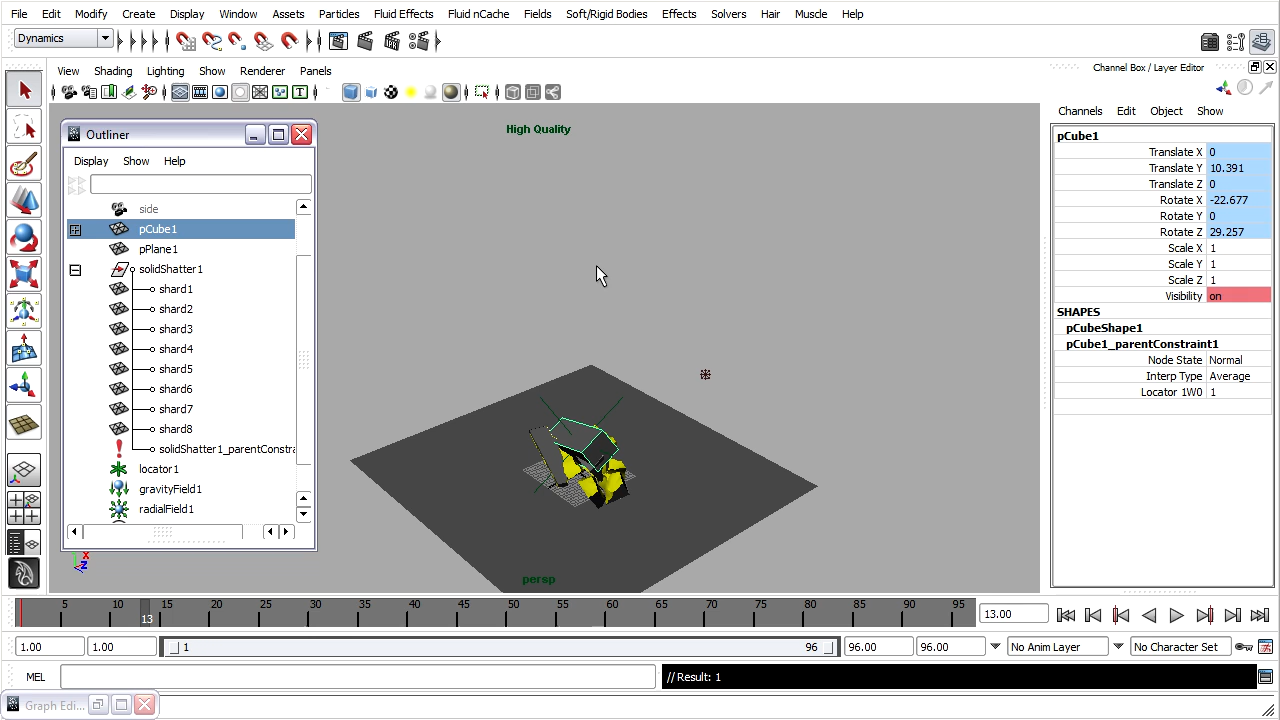 File Edit Modify Create Display Window Assets Particles Fluid Effects Fluid nCache Fields Soft/Rigid Bodies Effects Solvers Hair Muscle Help
Dynamics
View Shading Lighting Show Renderer Panels
Channel Box / Layer Editor
Channels Edit Object Show
High Quality
Outliner
Display Show Help
side
pCube1
pPlane1
solidShatter1
shard1
shard2
shard3
shard4
shard5
shard6
shard7
shard8
solidShatter1_parentConstra
locator1
gravityField1
radialField1
pCube1
Translate X 0
Translate Y 10.391
Translate Z 0
Rotate X -22.677
Rotate Y 0
Rotate Z 29.257
Scale X 1
Scale Y 1
Scale Z 1
Visibility on
SHAPES
pCubeShape1
pCube1_parentConstraint1
Node State Normal
Interp Type Average
Locator 1W0 1
X
Z
persp
5 10 15 20 25 30 35 40 45 50 55 60 65 70 75 80 85 90 95
13
13.00
1.00 1.00 1 96 96.00 96.00 No Anim Layer No Character Set
MEL // Result: 1
Graph Edi...